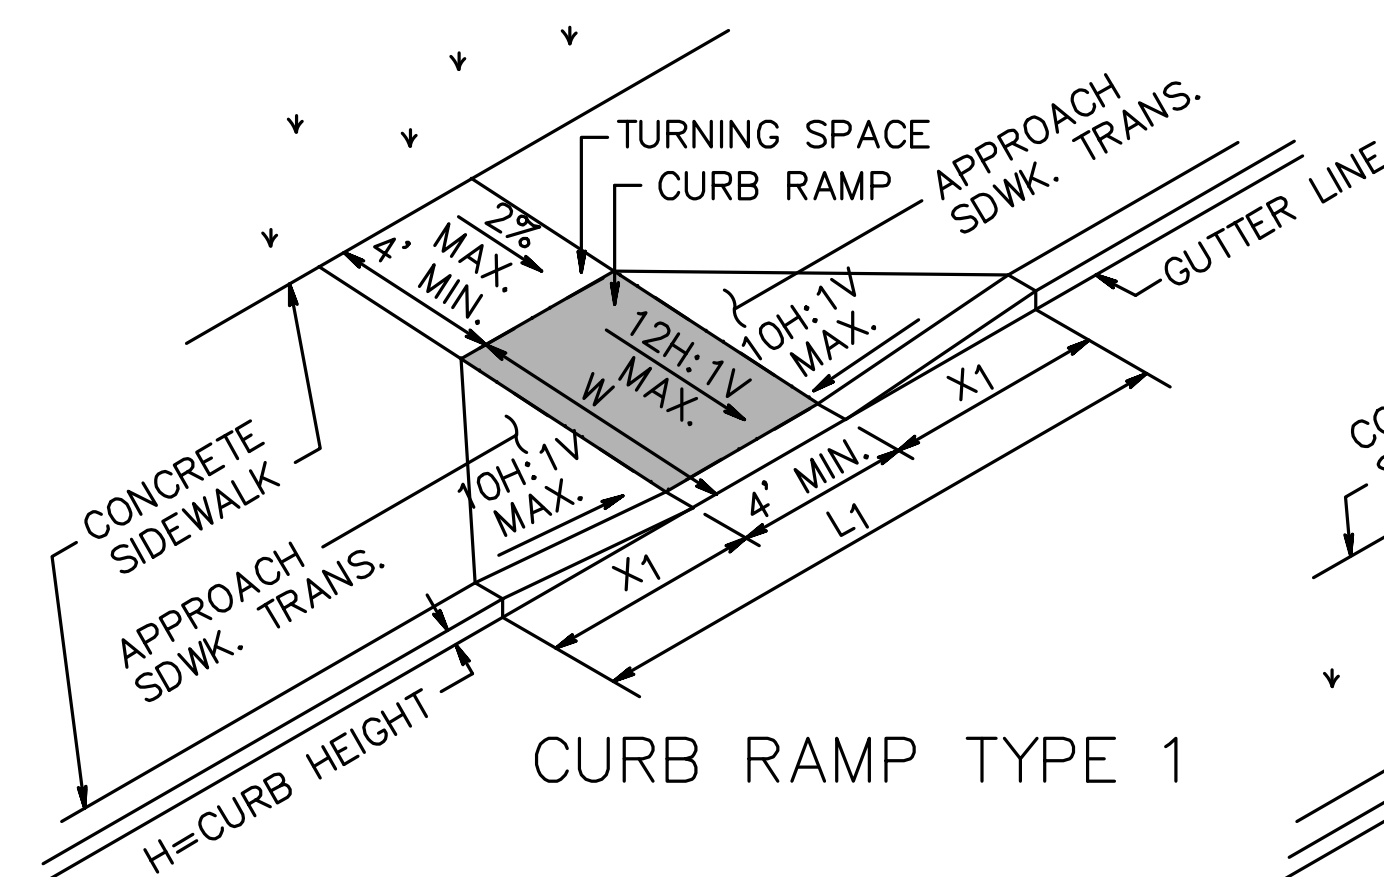 TURNING SPACE
CURB RAMP
APPROACH
SDWK. TRANS.
GUTTER LINE
2%
MAX.
4'
MIN.
12H:1V
MAX.
W
10H:1V
MAX.
X1
10H:1V
MAX.
4' MIN.
L1
X1
CONCRETE
SIDEWALK
APPROACH
SDWK. TRANS.
H=CURB HEIGHT
CURB RAMP TYPE 1
CO